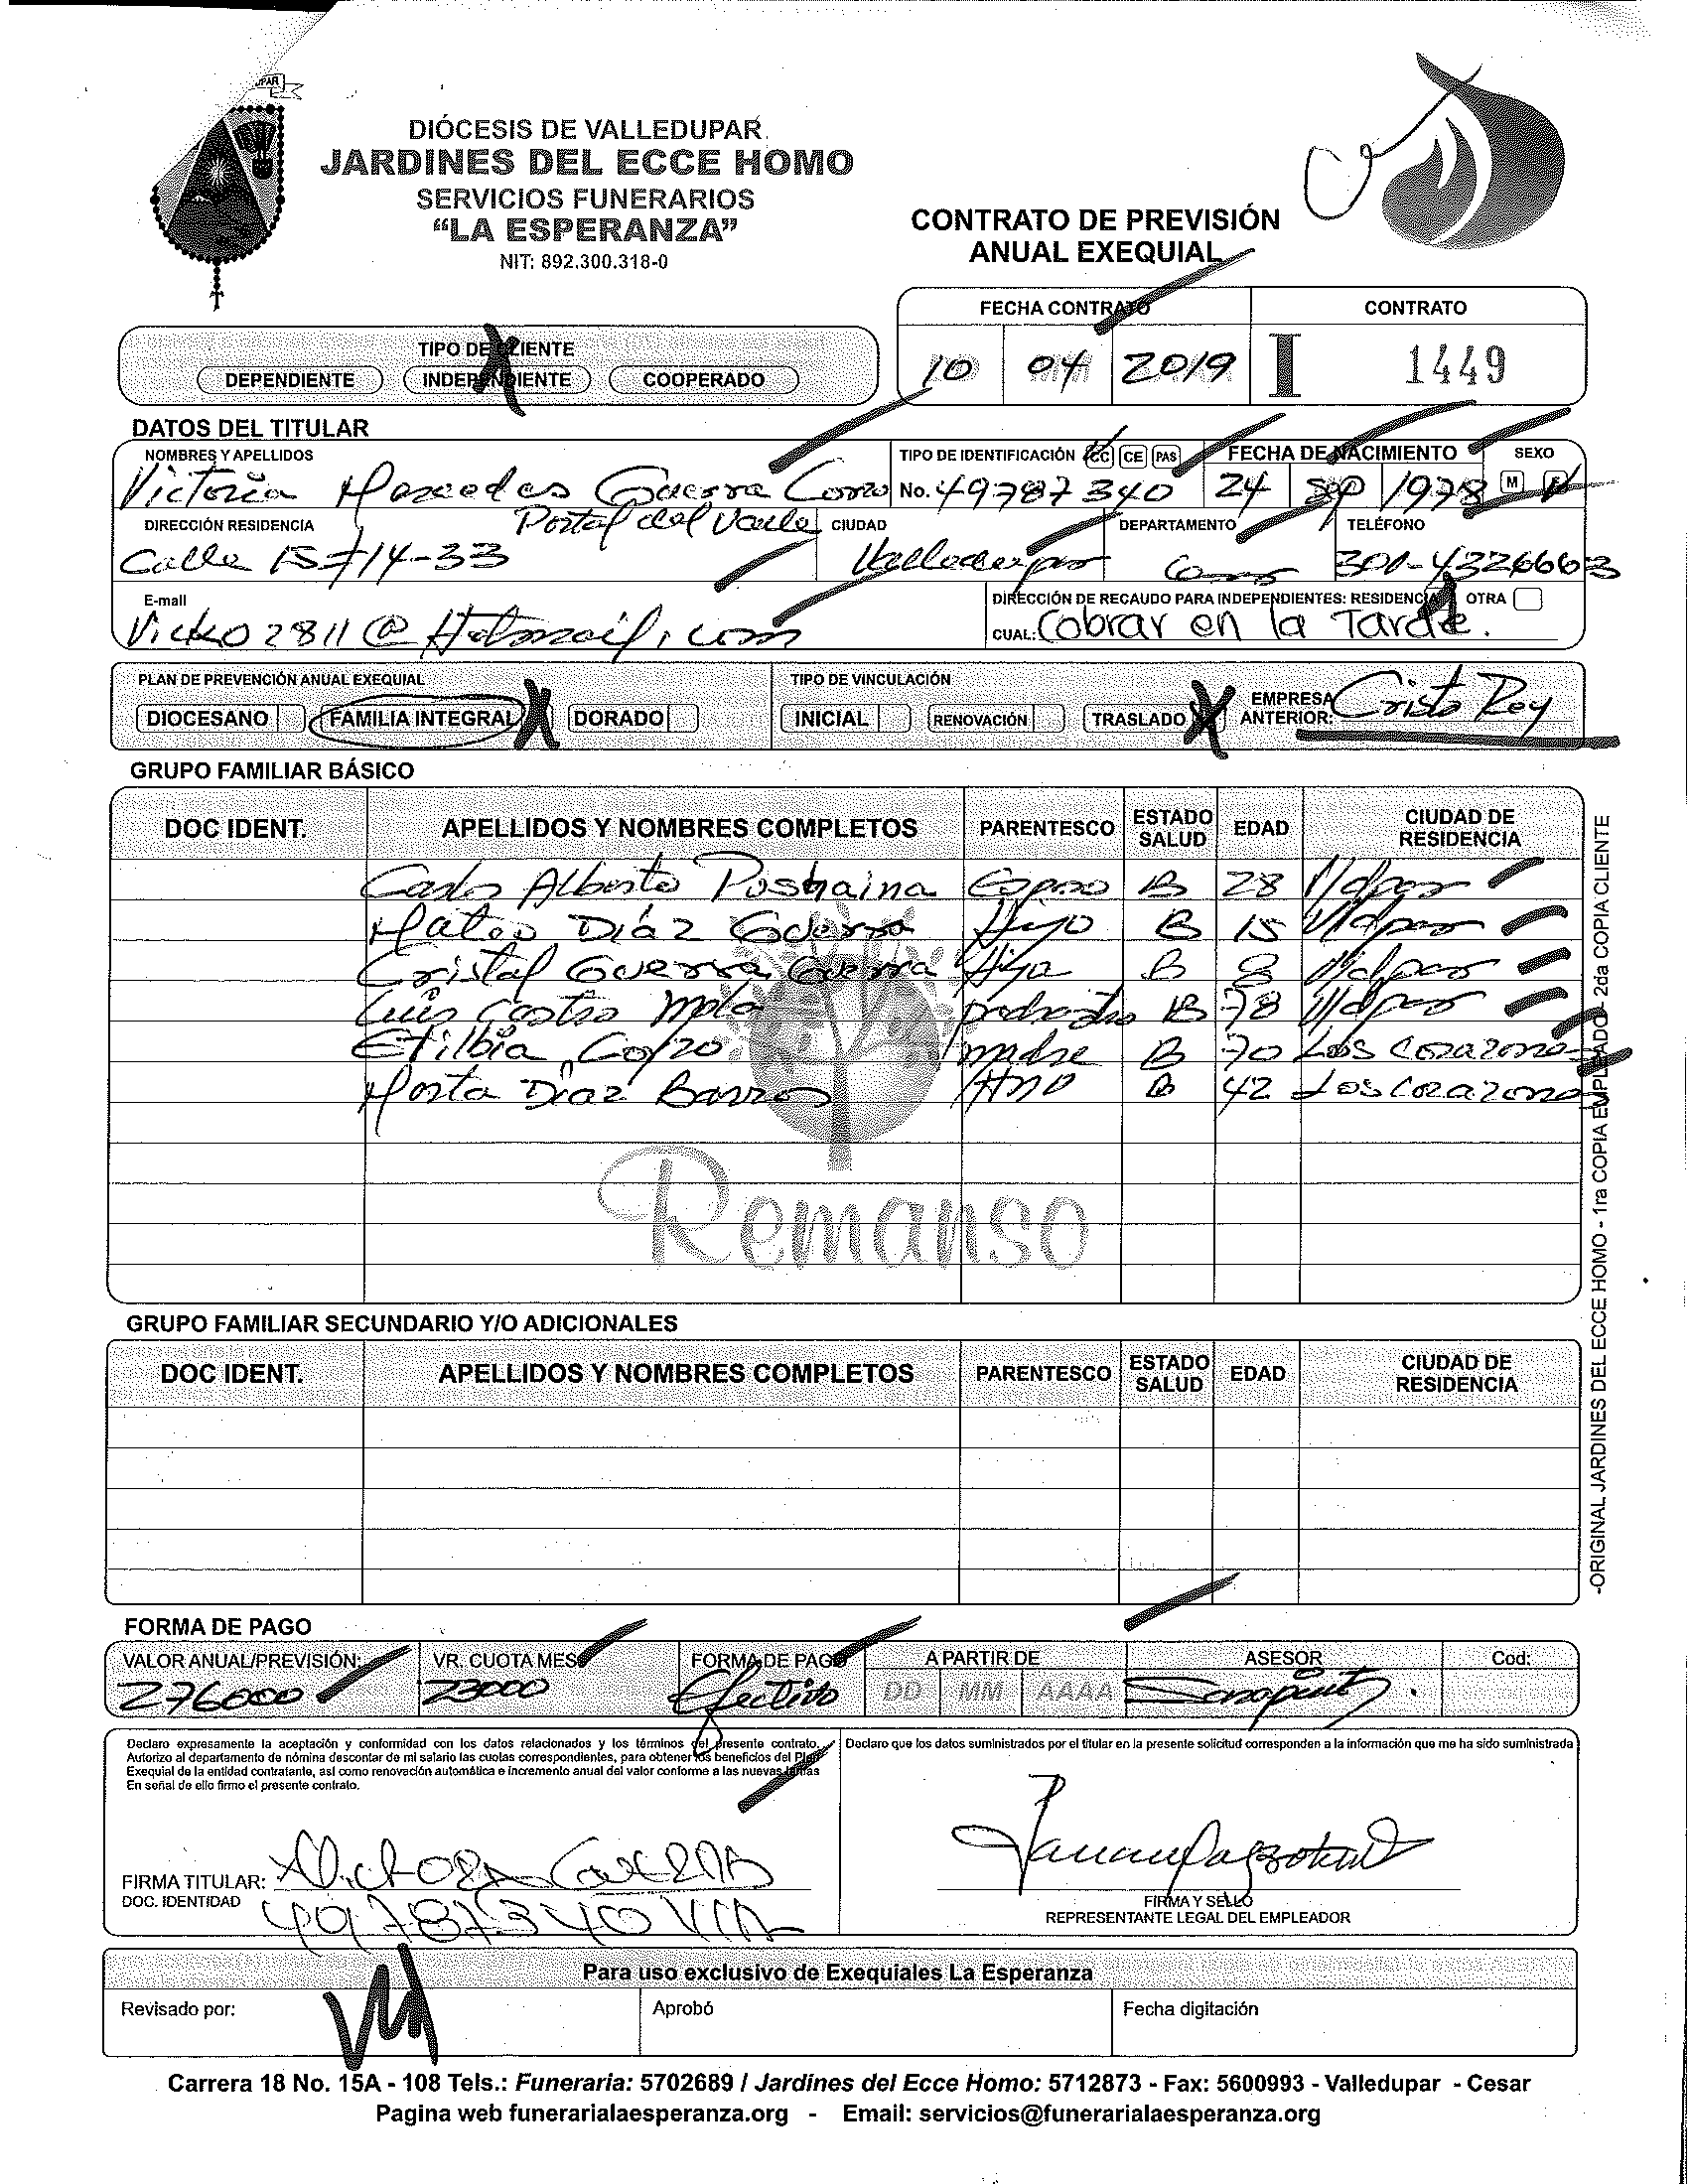 DIÓCESIS DE VALLEDUPAR
JARDINES DEL ECCE HOMO
SERVICIOS FUNERARIOS
“LA ESPERANZA”
NIT: 892.300.318-0
CONTRATO DE PREVISIÓN
ANUAL EXEQUIAL
FECHA CONTRATO CONTRATO
10 04 2019 I 1449
TIPO DE CLIENTE
DEPENDIENTE INDEPENDIENTE X COOPERADO
DATOS DEL TITULAR
NOMBRES Y APELLIDOS TIPO DE IDENTIFICACIÓN CC CE PAS FECHA DE NACIMIENTO SEXO
Victoria Mercedes Guerra Corzo No. 49787340 24 Sep 1978 M F
DIRECCIÓN RESIDENCIA Portal del Valle CIUDAD DEPARTAMENTO TELÉFONO
Calle 15 #14-33 Valledupar 301-4326663
E-mail DIRECCIÓN DE RECAUDO PARA INDEPENDIENTES: RESIDENCIA OTRA
Vicko2811@Hotmail.com CUAL: Cobrar en la Tarde.
PLAN DE PREVENCIÓN ANUAL EXEQUIAL TIPO DE VINCULACIÓN
DIOCESANO FAMILIA INTEGRAL X DORADO INICIAL RENOVACIÓN TRASLADO X EMPRESA ANTERIOR: Cristo Rey
GRUPO FAMILIAR BÁSICO
DOC IDENT. APELLIDOS Y NOMBRES COMPLETOS PARENTESCO ESTADO SALUD EDAD CIUDAD DE RESIDENCIA
Carlos Alberto Esposo B 28 V/dpar
Mateo Díaz Guerra Hijo B 15 V/dpar
Cristal Guerra Guerra Hija B 8 V/dpar
Luis Castro padrastro B 78 V/dpar
Etilbia Corzo madre B 70 Los Corazones
Díaz Barros B 42 Los Corazones
Remanso
GRUPO FAMILIAR SECUNDARIO Y/O ADICIONALES
DOC IDENT. APELLIDOS Y NOMBRES COMPLETOS PARENTESCO ESTADO SALUD EDAD CIUDAD DE RESIDENCIA
-ORIGINAL JARDINES DEL ECCE HOMO - 1ra COPIA EMPLEADO - 2da COPIA CLIENTE
FORMA DE PAGO
VALOR ANUAL/PREVISIÓN: VR. CUOTA MES: FORMA DE PAGO A PARTIR DE ASESOR Cod:
276000 23000 Efectivo DD MM AAAA
Declaro expresamente la aceptación y conformidad con los datos relacionados y los términos del presente contrato.
Autorizo al departamento de nómina descontar de mi salario las cuotas correspondientes, para obtener los beneficios del Plan
Exequial de la entidad contratante, así como renovación automática e incremento anual del valor conforme a las nuevas tarifas
En señal de ello firmo el presente contrato.
Declaro que los datos suministrados por el titular en la presente solicitud corresponden a la información que me ha sido suministrada
FIRMA TITULAR: Victoria Guerra
DOC. IDENTIDAD 49787340
FIRMA Y SELLO
REPRESENTANTE LEGAL DEL EMPLEADOR
Para uso exclusivo de Exequiales La Esperanza
Revisado por: Aprobó Fecha digitación
Carrera 18 No. 15A - 108 Tels.: Funeraria: 5702689 / Jardines del Ecce Homo: 5712873 - Fax: 5600993 - Valledupar - Cesar
Pagina web funerarialaesperanza.org - Email: servicios@funerarialaesperanza.org